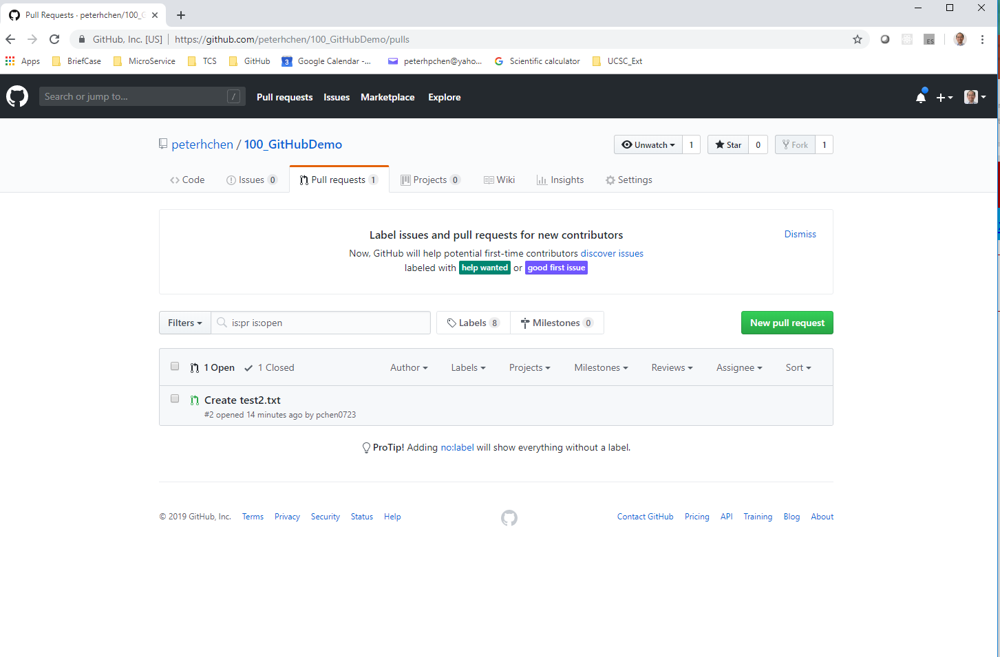 Pull Requests · peterhchen/100_G
GitHub, Inc. [US] https://github.com/peterhchen/100_GitHubDemo/pulls
ES
Apps BriefCase MicroService TCS GitHub 3 Google Calendar -... peterhpchen@yaho... G Scientific calculator UCSC_Ext
Search or jump to... / Pull requests Issues Marketplace Explore
peterhchen / 100_GitHubDemo Unwatch 1 Star 0 Fork 1
Code Issues 0 Pull requests 1 Projects 0 Wiki Insights Settings
Label issues and pull requests for new contributors Dismiss
Now, GitHub will help potential first-time contributors discover issues
labeled with help wanted or good first issue
Filters is:pr is:open Labels 8 Milestones 0 New pull request
1 Open 1 Closed Author Labels Projects Milestones Reviews Assignee Sort
Create test2.txt
#2 opened 14 minutes ago by pchen0723
ProTip! Adding no:label will show everything without a label.
© 2019 GitHub, Inc. Terms Privacy Security Status Help Contact GitHub Pricing API Training Blog About